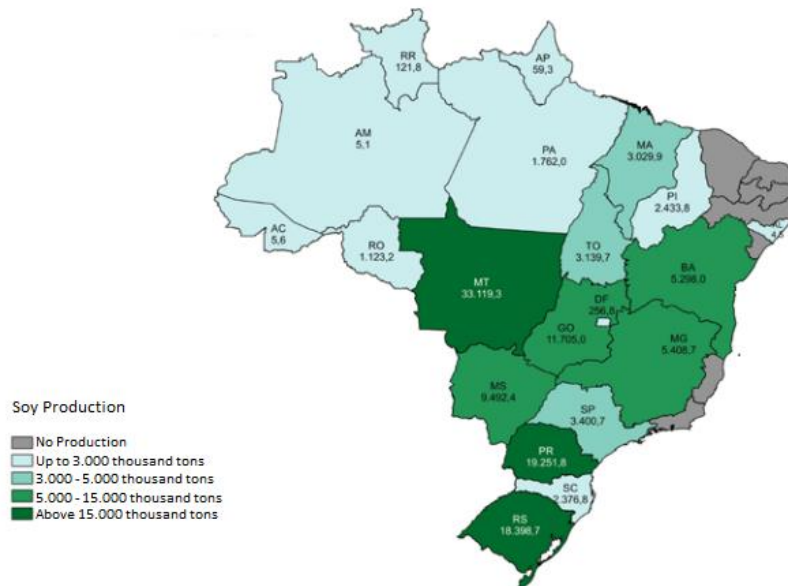 RR
121,8
AP
59,3
AM
5,1
PA
1.762,0
MA
3.029,9
PI
2.433,8
AL
4,5
AC
5,6
RO
1.123,2
TO
3.139,7
BA
5.298,0
MT
33.119,3
DF
256,8
GO
11.705,0
MG
5.408,7
MS
9.492,4
SP
3.400,7
PR
19.251,8
SC
2.376,8
RS
18.398,7
Soy Production
No Production
Up to 3.000 thousand tons
3.000 - 5.000 thousand tons
5.000 - 15.000 thousand tons
Above 15.000 thousand tons